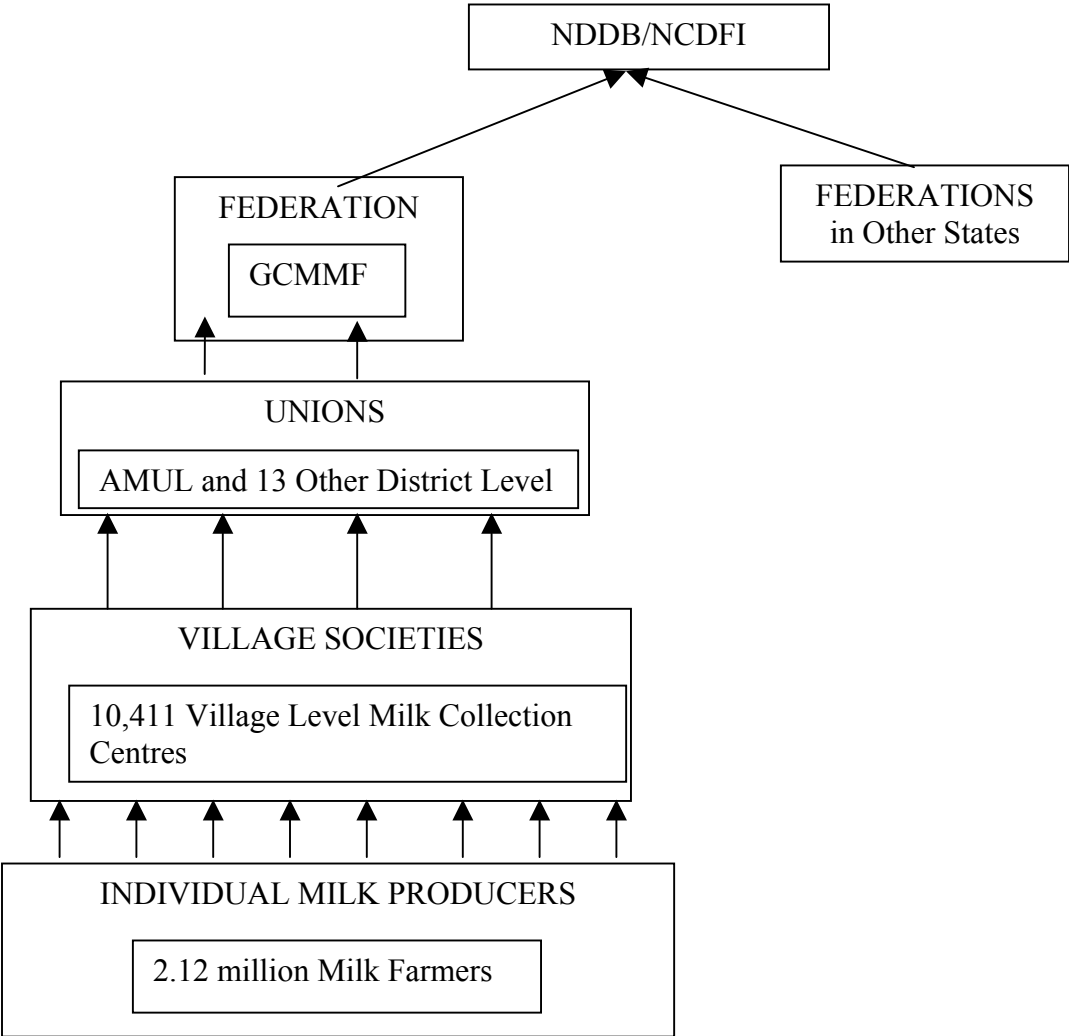 NDDB/NCDFI
FEDERATION
GCMMF
FEDERATIONS
in Other States
UNIONS
AMUL and 13 Other District Level
VILLAGE SOCIETIES
10,411 Village Level Milk Collection
Centres
INDIVIDUAL MILK PRODUCERS
2.12 million Milk Farmers